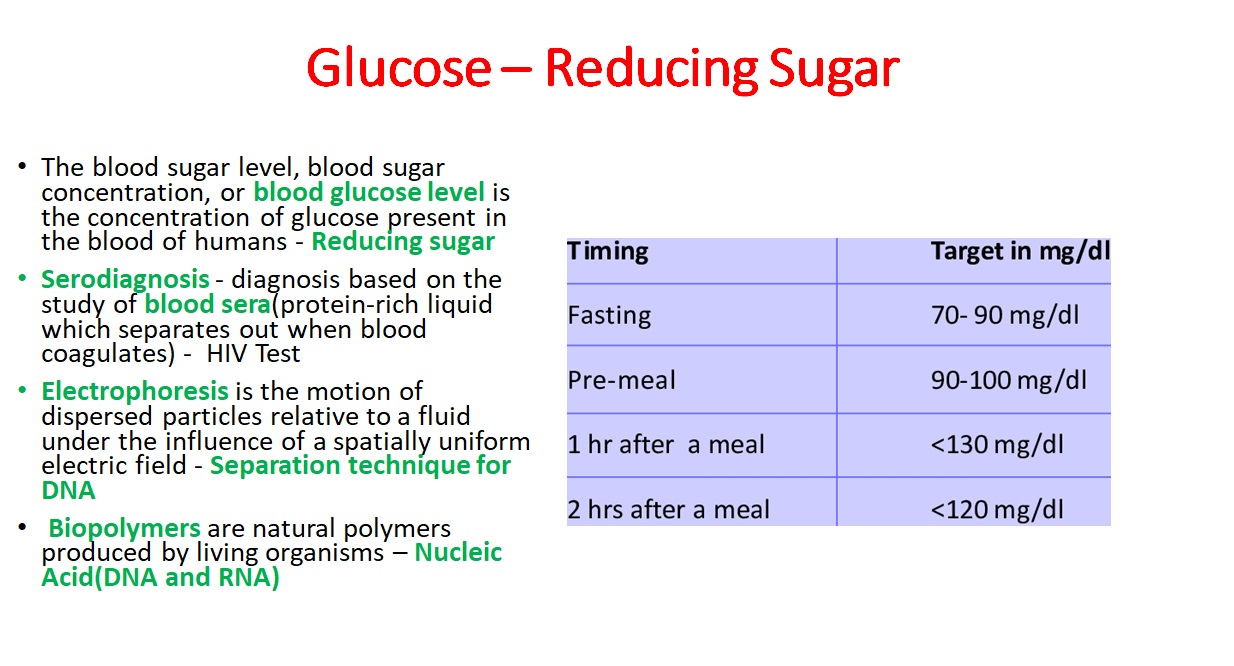 Glucose – Reducing Sugar
• The blood sugar level, blood sugar
concentration, or blood glucose level is
the concentration of glucose present in
the blood of humans - Reducing sugar
• Serodiagnosis - diagnosis based on the
study of blood sera(protein-rich liquid
which separates out when blood
coagulates) - HIV Test
• Electrophoresis is the motion of
dispersed particles relative to a fluid
under the influence of a spatially uniform
electric field - Separation technique for
DNA
• Biopolymers are natural polymers
produced by living organisms – Nucleic
Acid(DNA and RNA)
Timing Target in mg/dl
Fasting 70- 90 mg/dl
Pre-meal 90-100 mg/dl
1 hr after a meal <130 mg/dl
2 hrs after a meal <120 mg/dl